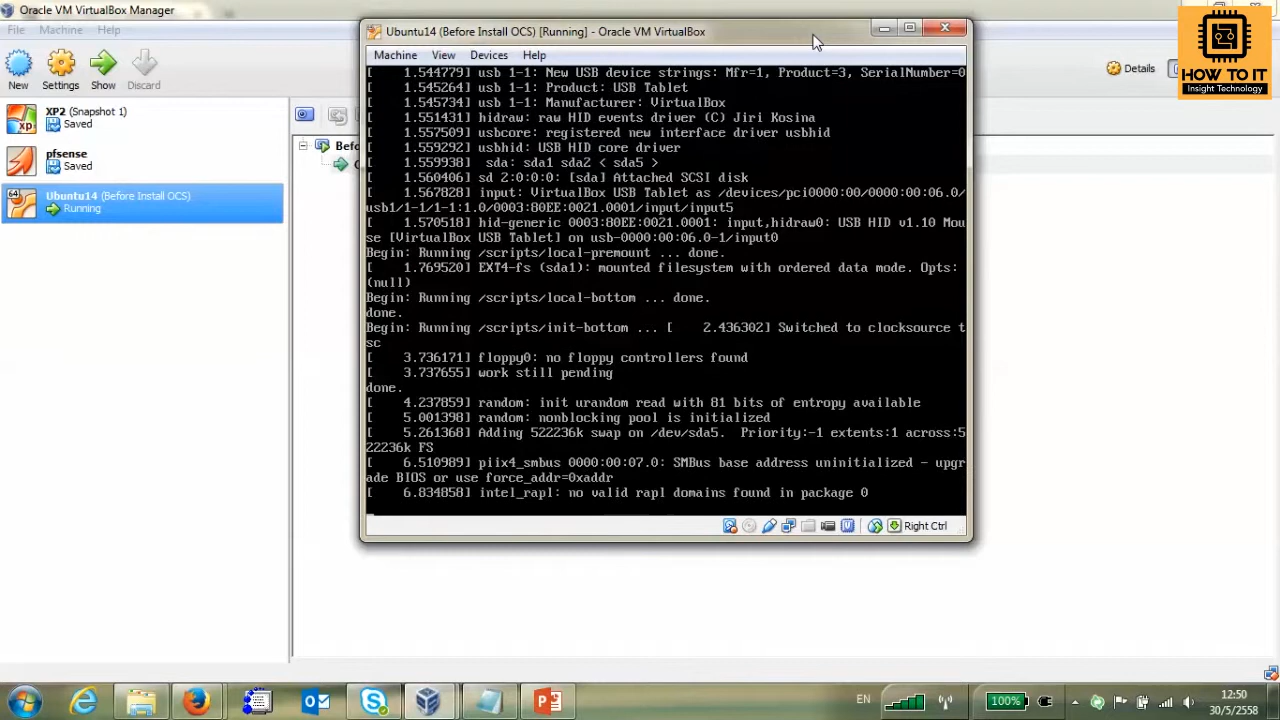 Oracle VM VirtualBox Manager
File Machine Help
New Settings Show Discard
Details
HOW TO IT
Insight Technology
XP2 (Snapshot 1)
Saved
pfsense
Saved
Ubuntu14 (Before Install OCS)
Running
Befo
Ubuntu14 (Before Install OCS) [Running] - Oracle VM VirtualBox
Machine View Devices Help
[ 1.544779] usb 1-1: New USB device strings: Mfr=1, Product=3, SerialNumber=0
[ 1.545264] usb 1-1: Product: USB Tablet
[ 1.545734] usb 1-1: Manufacturer: VirtualBox
[ 1.551431] hidraw: raw HID events driver (C) Jiri Kosina
[ 1.557509] usbcore: registered new interface driver usbhid
[ 1.559292] usbhid: USB HID core driver
[ 1.559938]  sda: sda1 sda2 < sda5 >
[ 1.560406] sd 2:0:0:0: [sda] Attached SCSI disk
[ 1.567828] input: VirtualBox USB Tablet as /devices/pci0000:00/0000:00:06.0/
usb1/1-1/1-1:1.0/0003:80EE:0021.0001/input/input5
[ 1.570518] hid-generic 0003:80EE:0021.0001: input,hidraw0: USB HID v1.10 Mou
se [VirtualBox USB Tablet] on usb-0000:00:06.0-1/input0
Begin: Running /scripts/local-premount ... done.
[ 1.769520] EXT4-fs (sda1): mounted filesystem with ordered data mode. Opts:
(null)
Begin: Running /scripts/local-bottom ... done.
done.
Begin: Running /scripts/init-bottom ... [ 2.436302] Switched to clocksource t
sc
[ 3.736171] floppy0: no floppy controllers found
[ 3.737655] work still pending
done.
[ 4.237859] random: init urandom read with 81 bits of entropy available
[ 5.001398] random: nonblocking pool is initialized
[ 5.261368] Adding 522236k swap on /dev/sda5. Priority:-1 extents:1 across:5
22236k FS
[ 6.510989] piix4_smbus 0000:00:07.0: SMBus base address uninitialized - upgr
ade BIOS or use force_addr=0xaddr
[ 6.834858] intel_rapl: no valid rapl domains found in package 0
Right Ctrl
EN
100%
12:50
30/5/2558